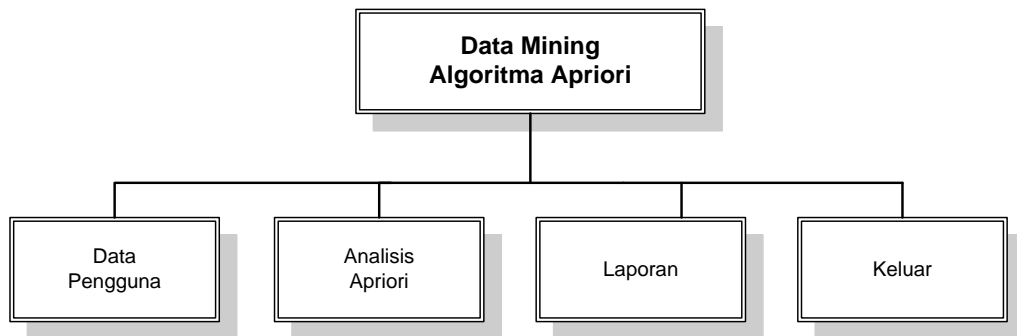 Data Mining
Algoritma Apriori
Data
Pengguna
Analisis
Apriori
Laporan
Keluar